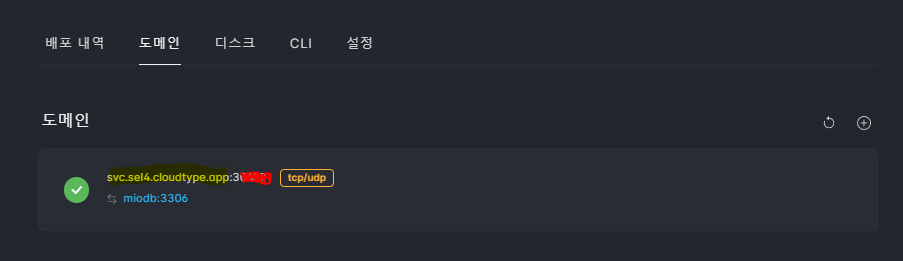 배포 내역 도메인 디스크 CLI 설정
도메인
svc.sel4.cloudtype.app:3 tcp/udp
miodb:3306